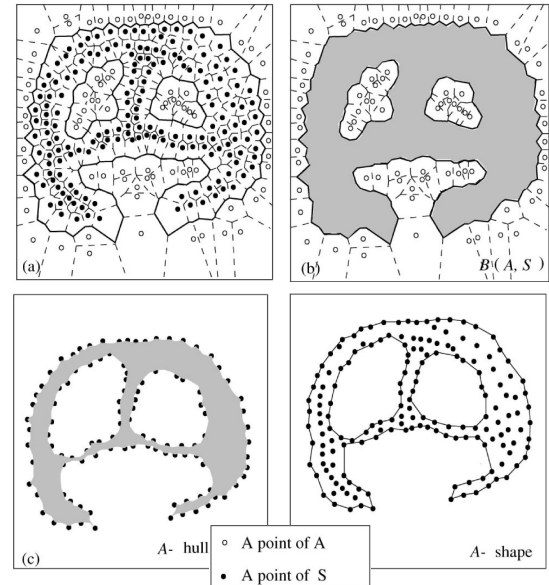 (a)
(b)
B ( A, S )
(c)
A- hull
A- shape
A point of A
A point of S